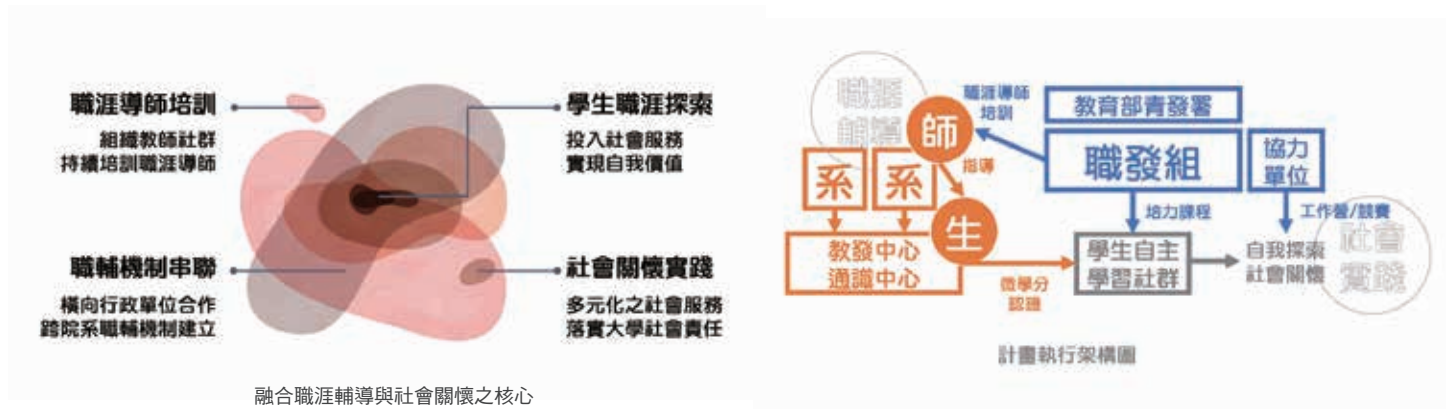 職涯導師培訓
組織教師社群
持續培訓職涯導師
學生職涯探索
投入社會服務
實現自我價值
職輔機制串聯
橫向行政單位合作
跨院系職輔機制建立
社會關懷實踐
多元化之社會服務
落實大學社會責任
融合職涯輔導與社會關懷之核心
職涯
輔導
師
職涯導師
培訓
教育部青發署
職發組
協力
單位
系
系
指導
生
教發中心
通識中心
微學分
認證
培力課程
學生自主
學習社群
工作營/競賽
自我探索
社會關懷
社會
實踐
計畫執行架構圖